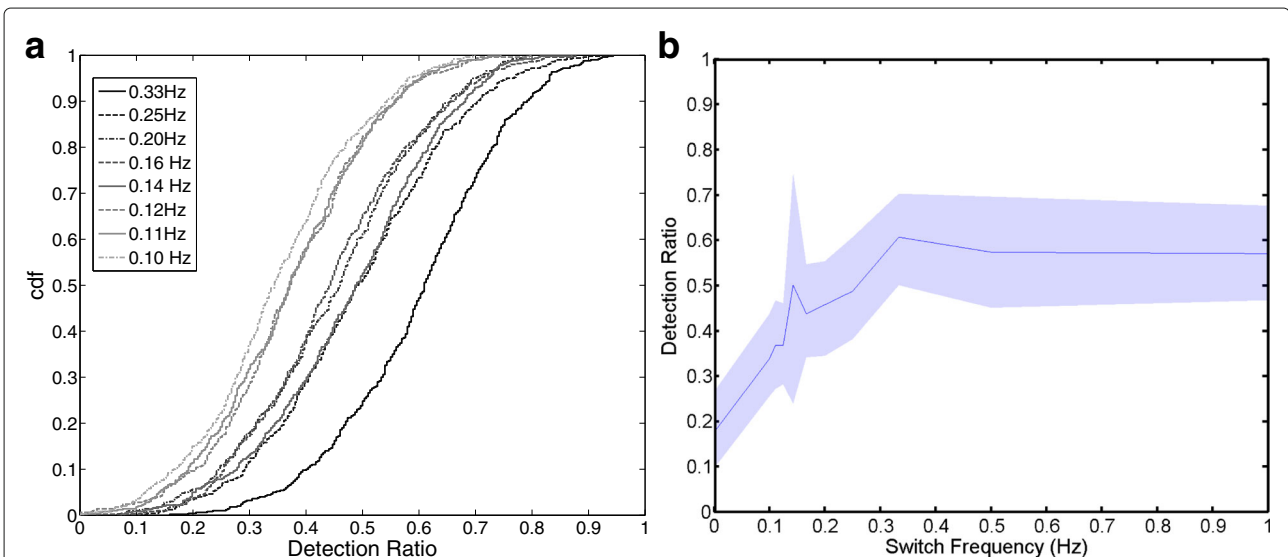 a
1
0.9
0.8
0.7
0.6
0.5
0.4
0.3
0.2
0.1
0
cdf
0.33Hz
0.25Hz
0.20Hz
0.16 Hz
0.14 Hz
0.12Hz
0.11Hz
0.10 Hz
0 0.1 0.2 0.3 0.4 0.5 0.6 0.7 0.8 0.9 1
Detection Ratio
b
1
0.9
0.8
0.7
0.6
0.5
0.4
0.3
0.2
0.1
0
Detection Ratio
0 0.1 0.2 0.3 0.4 0.5 0.6 0.7 0.8 0.9 1
Switch Frequency (Hz)